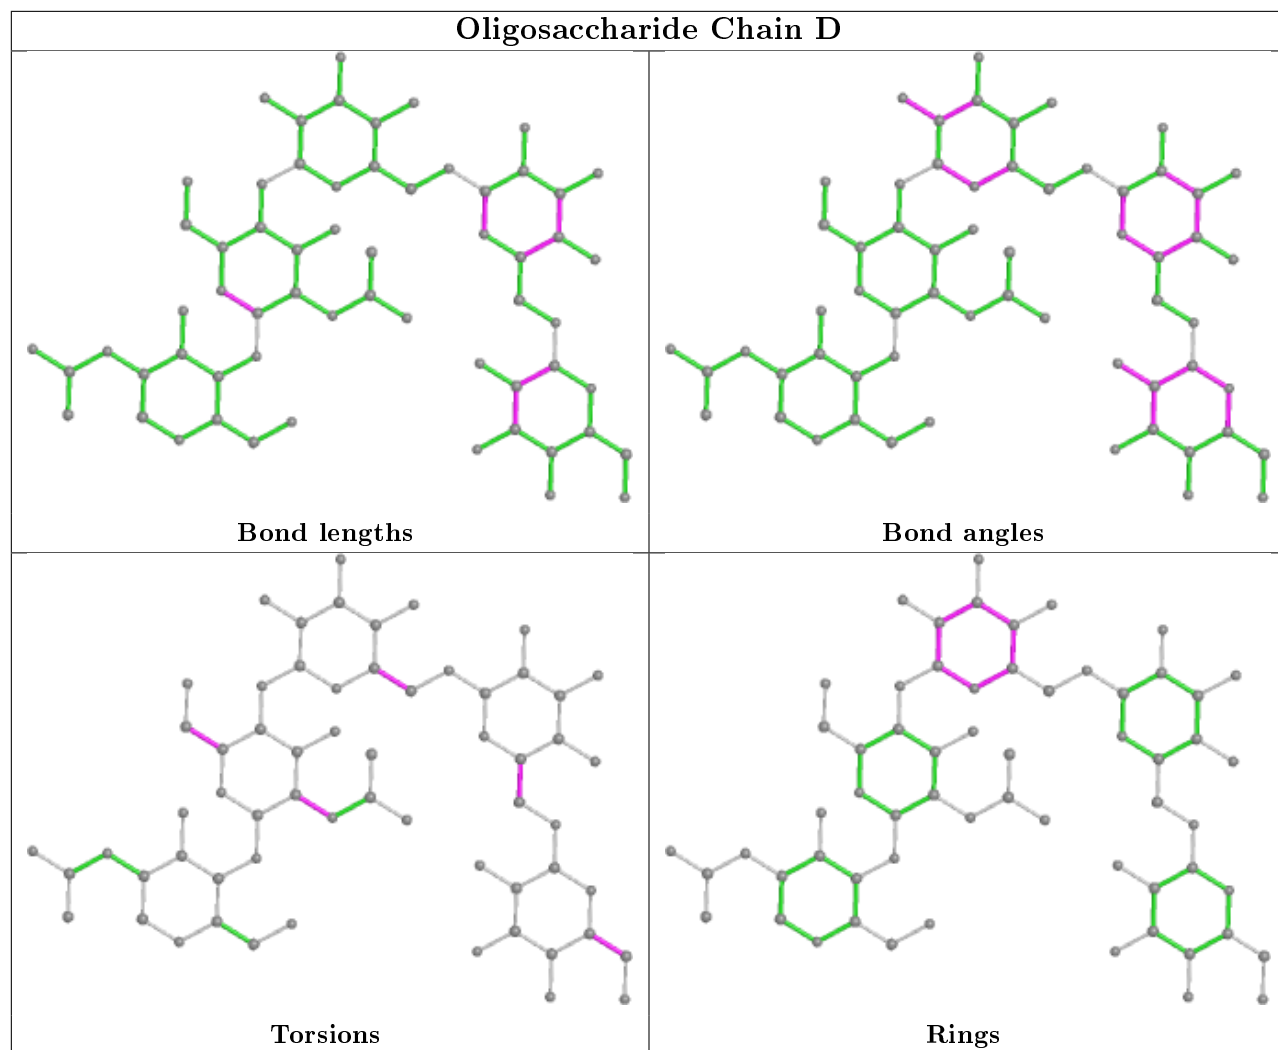 Oligosaccharide Chain D
Bond lengths
Bond angles
Torsions
Rings